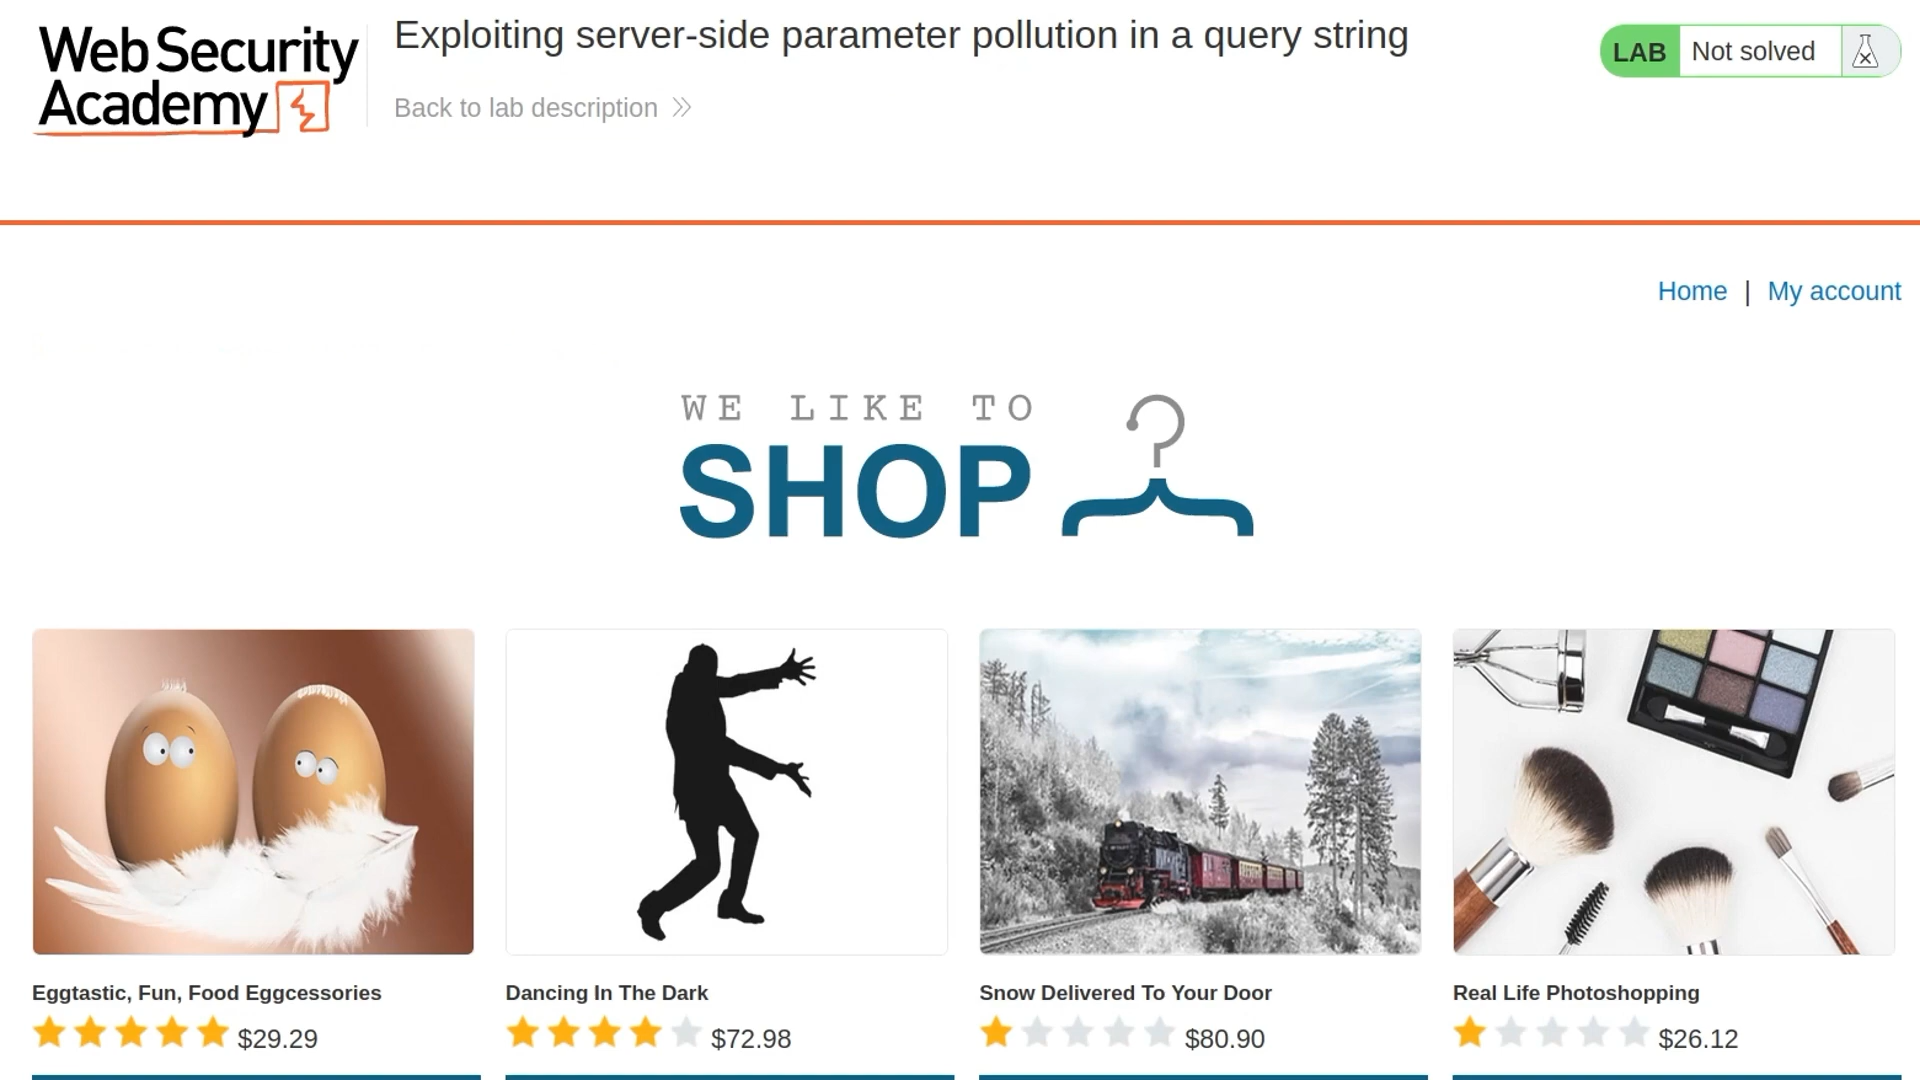 Web Security
Academy
Exploiting server-side parameter pollution in a query string
Back to lab description
LAB Not solved
Home | My account
WE LIKE TO
SHOP
Eggtastic, Fun, Food Eggcessories
$29.29
Dancing In The Dark
$72.98
Snow Delivered To Your Door
$80.90
Real Life Photoshopping
$26.12